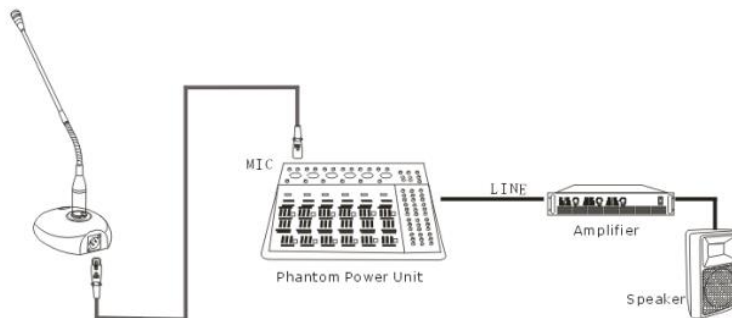 MIC
LINE
Amplifier
Phantom Power Unit
Speaker